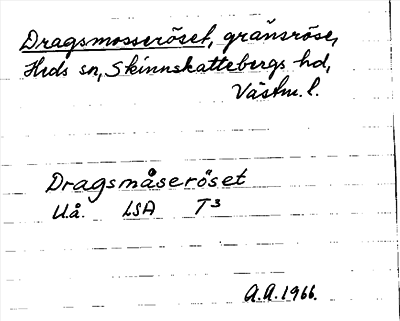 Dragsmosseröset, gränsröse,
Heds sn, Skinnskattebergs hd,
Västm. l.
Dragsmåseröset
U.å. LSA T3
A.A. 1966.